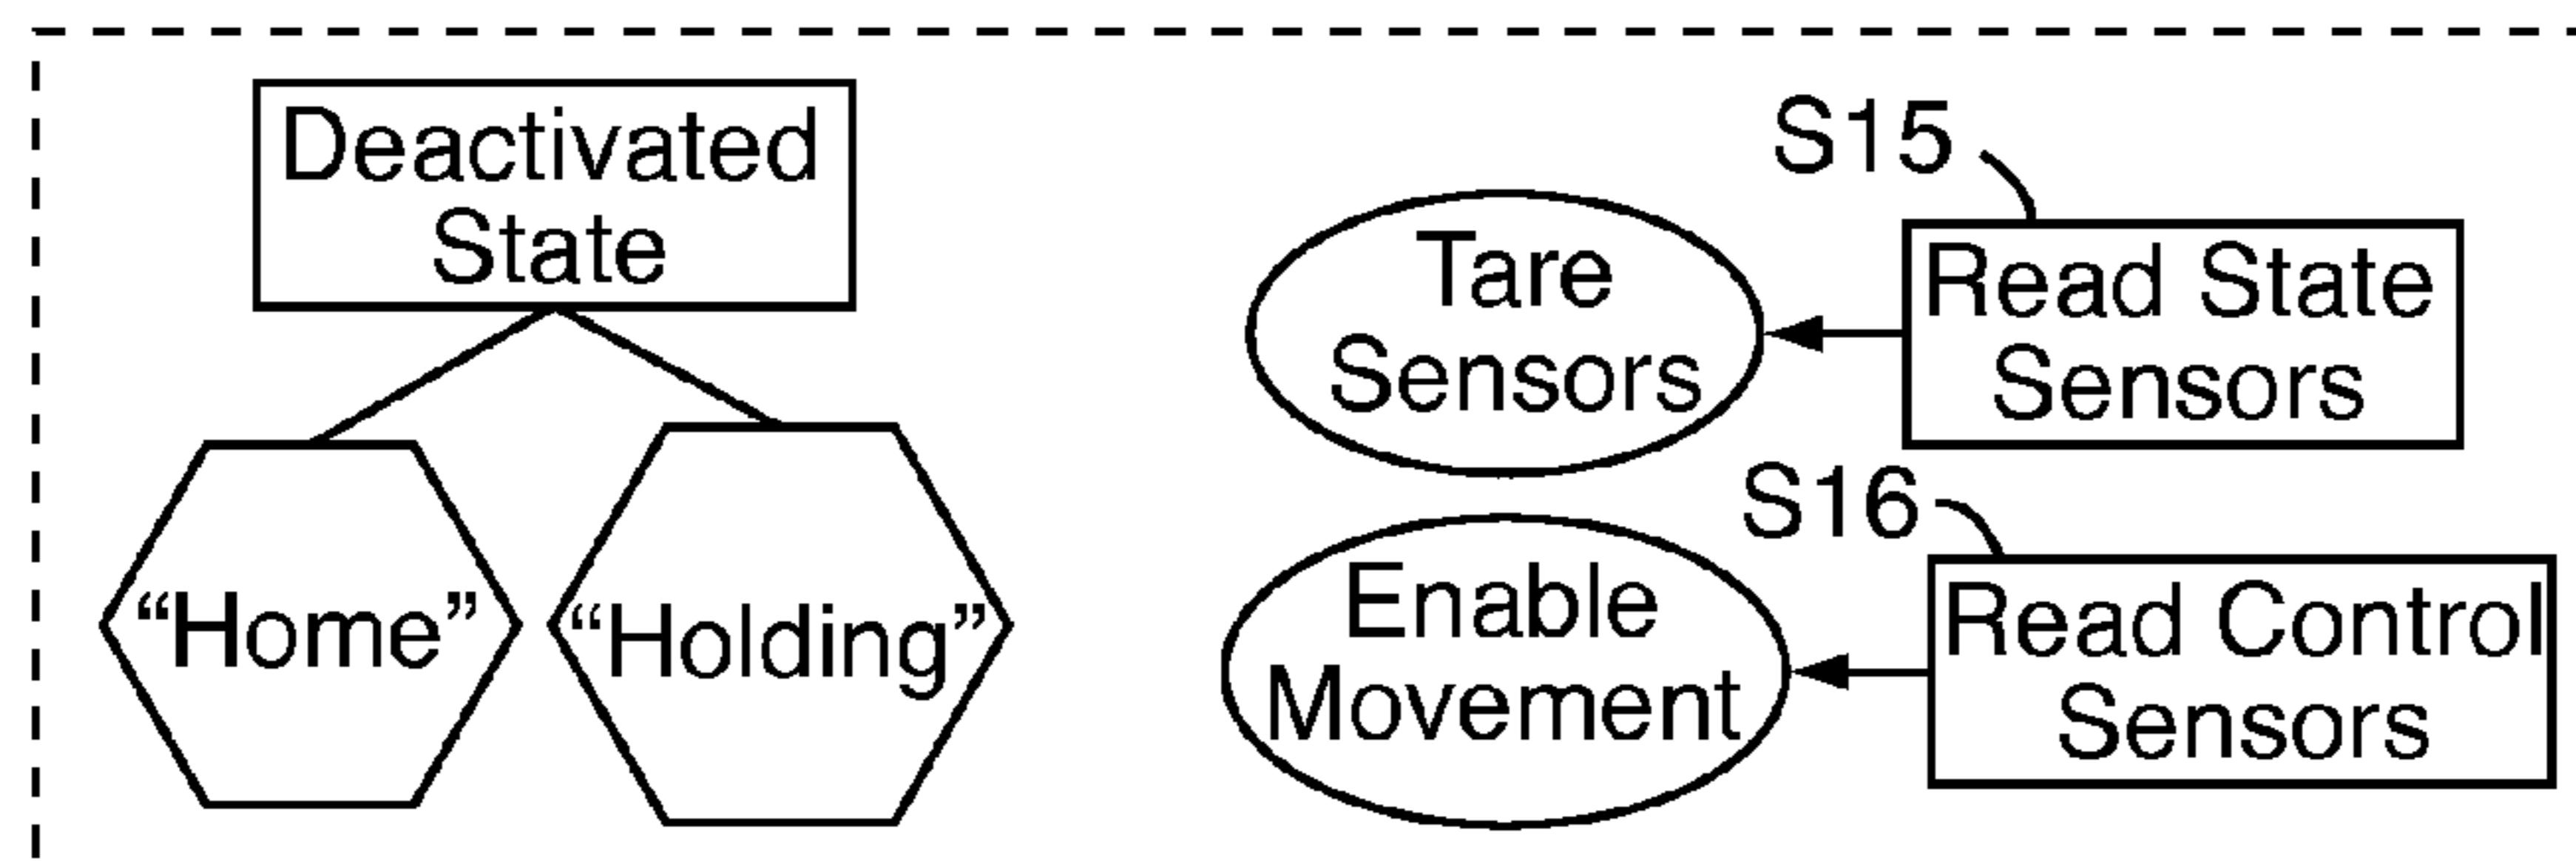 Deactivated
State
“Home”
“Holding”
S15
Tare
Sensors
Read State
Sensors
S16
Enable
Movement
Read Control
Sensors